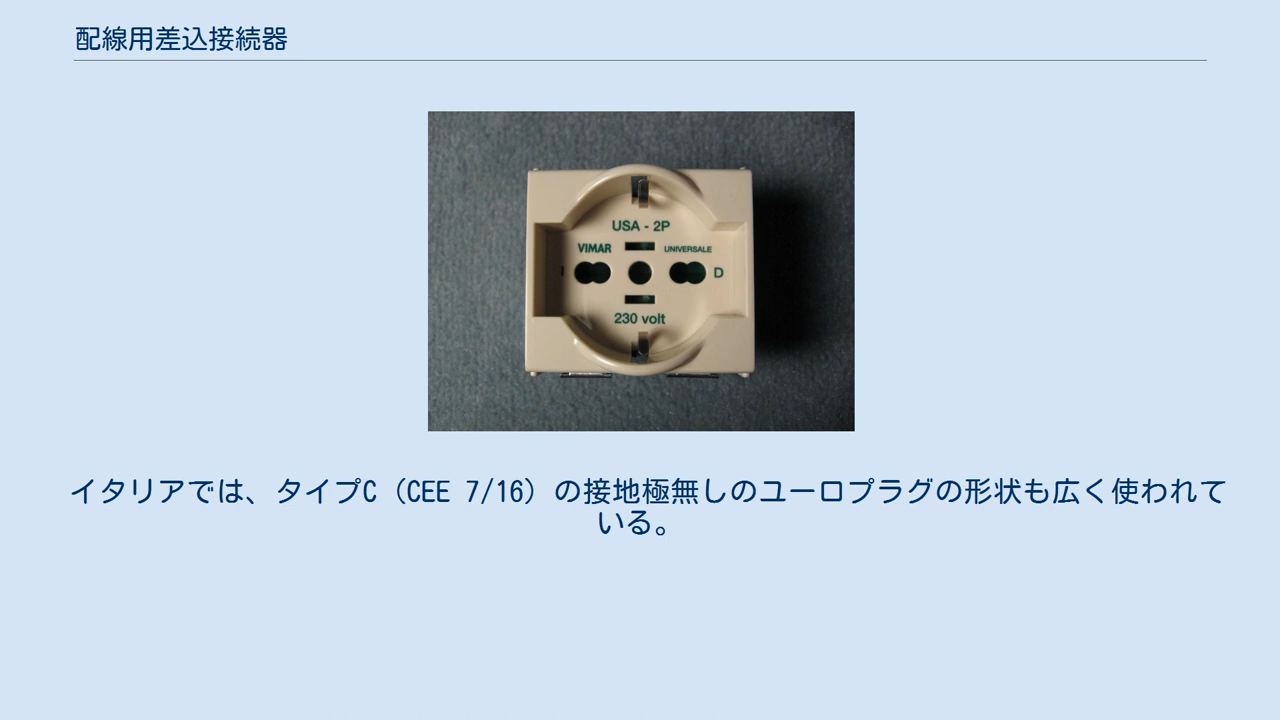 配線用差込接続器
USA - 2P
VIMAR UNIVERSALE
D
230 volt
イタリアでは、タイプC（CEE 7/16）の接地極無しのユーロプラグの形状も広く使われて
いる。